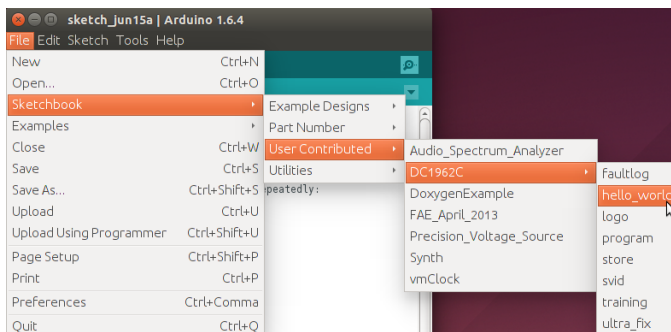 sketch_jun15a | Arduino 1.6.4
File Edit Sketch Tools Help
New Ctrl+N
Open... Ctrl+O
Sketchbook
Examples
Close Ctrl+W
Save Ctrl+S
Save As... Ctrl+Shift+S
Upload Ctrl+U
Upload Using Programmer Ctrl+Shift+U
Page Setup Ctrl+Shift+P
Print Ctrl+P
Preferences Ctrl+Comma
Quit Ctrl+Q
Example Designs
Part Number
User Contributed
Utilities
peatedly:
Audio_Spectrum_Analyzer
DC1962C
DoxygenExample
FAE_April_2013
Precision_Voltage_Source
Synth
vmClock
faultlog
hello_world
logo
program
store
svid
training
ultra_fix